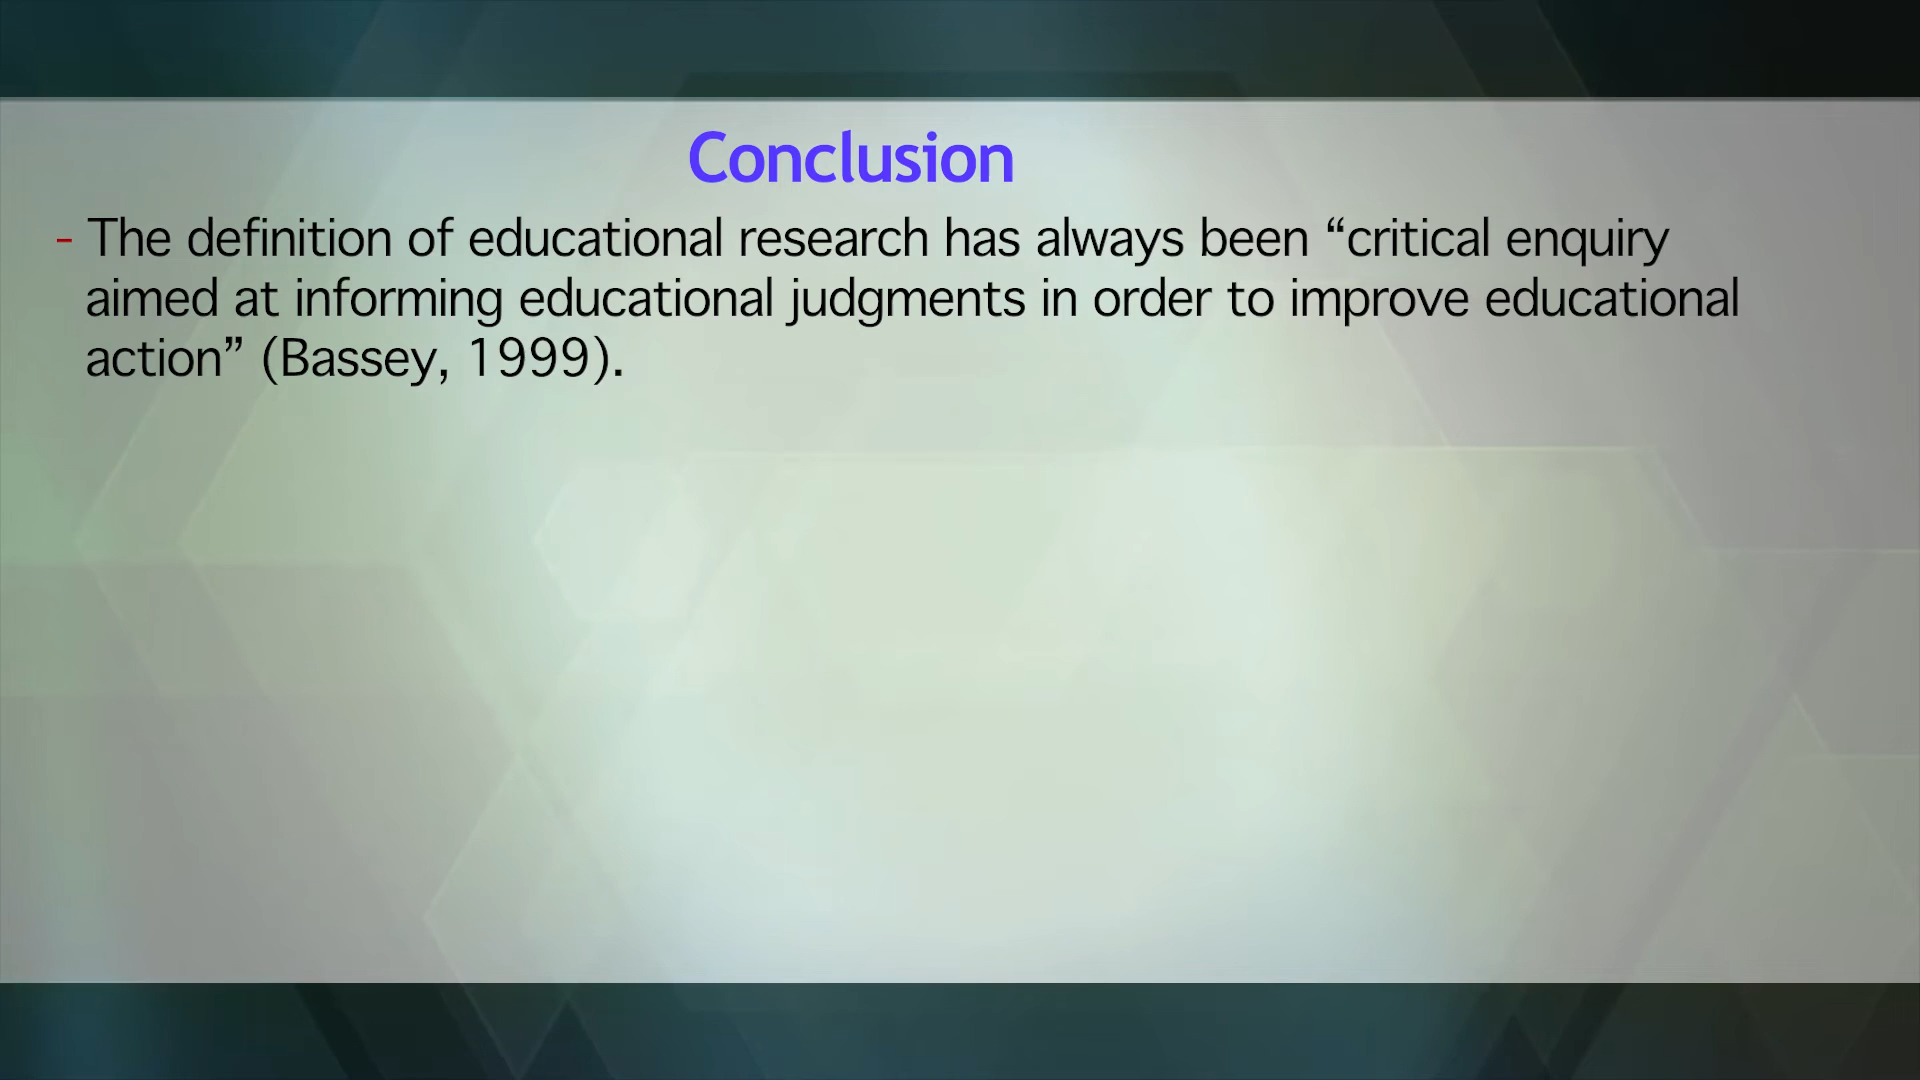 Conclusion
- The definition of educational research has always been “critical enquiry
aimed at informing educational judgments in order to improve educational
action” (Bassey, 1999).